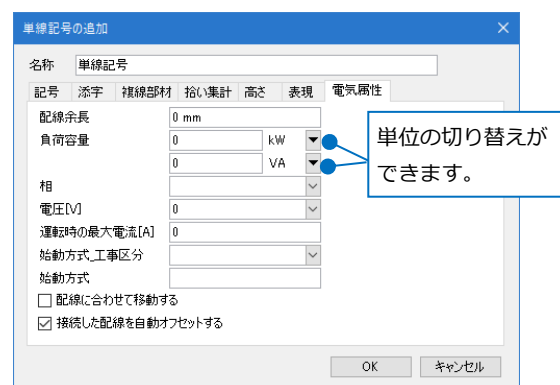 単線記号の追加
名称 単線記号
記号 添字 複線部材 拾い集計 高さ 表現 電気属性
配線余長 0 mm
負荷容量 0 kW
0 VA
単位の切り替えが
できます。
相
電圧[V] 0
運転時の最大電流[A] 0
始動方式_工事区分
始動方式
配線に合わせて移動する
接続した配線を自動オフセットする
OK キャンセル